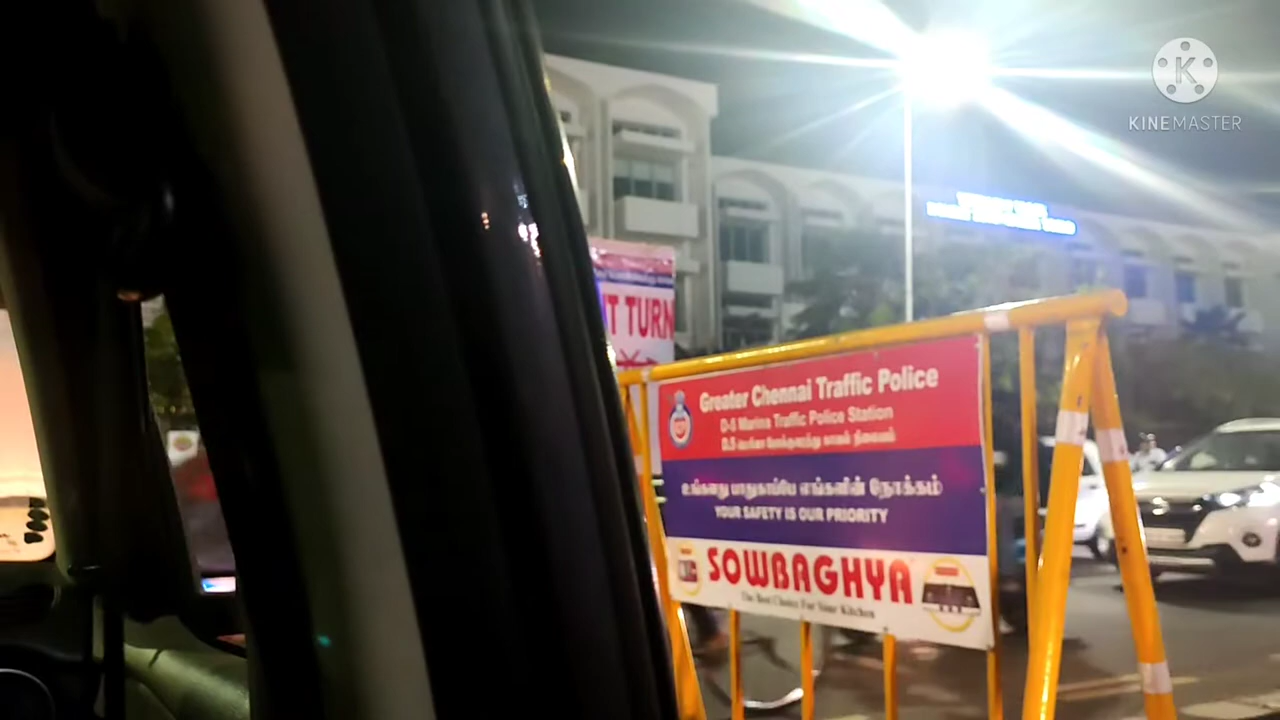 KINEMASTER
T TURN
Greater Chennai Traffic Police
D-5 Marina Traffic Police Station
D.5
உங்களது பாதுகாப்பே எங்களின் நோக்கம்
YOUR SAFETY IS OUR PRIORITY
SOWBAGHYA
The Best Choice For Your Kitchen